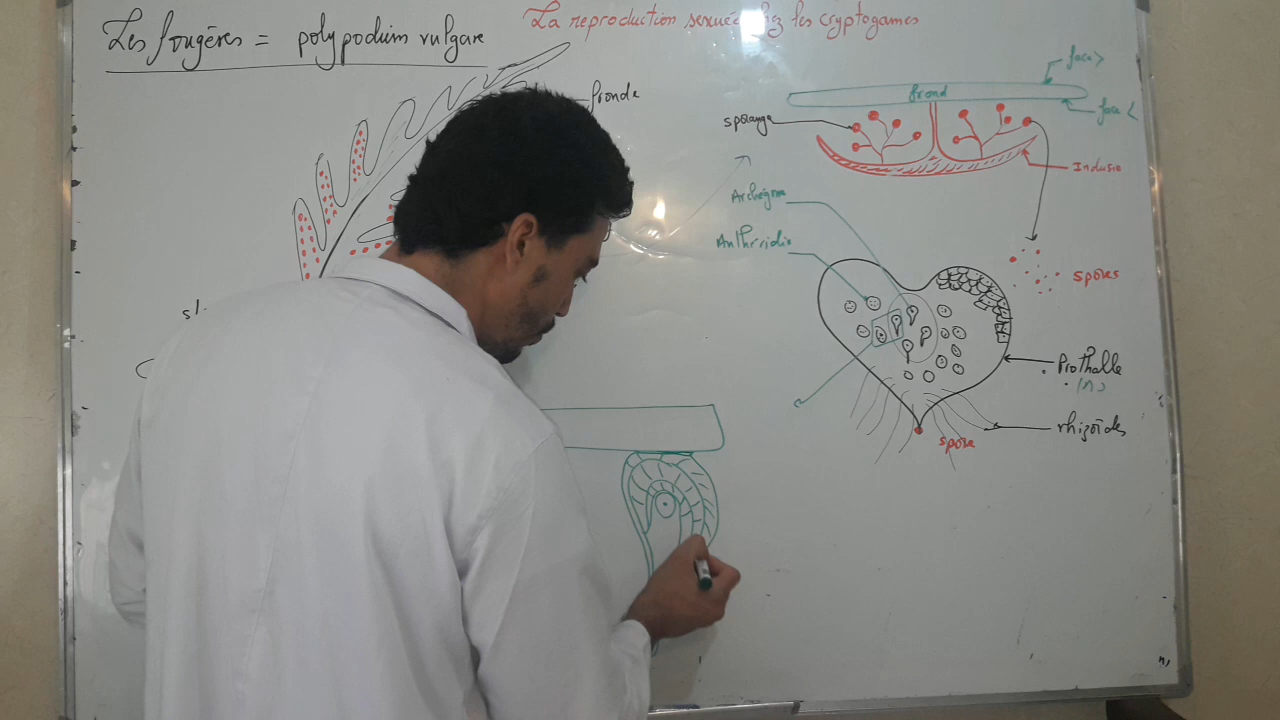 La reproduction sexuée chez les cryptogames
Les fougères = polypodium vulgare
fronde
face >
frond
face <
sporange
Indusie
Archégone
Anthéridie
spores
Prothalle
(n)
rhizoïdes
spore